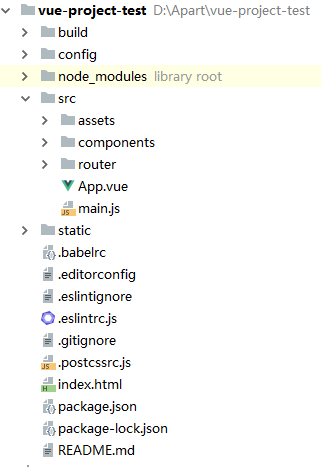 vue-project-test D:\Apart\vue-project-test
build
config
node_modules library root
src
assets
components
router
App.vue
main.js
static
.babelrc
.editorconfig
.eslintignore
.eslintrc.js
.gitignore
.postcssrc.js
index.html
package.json
package-lock.json
README.md